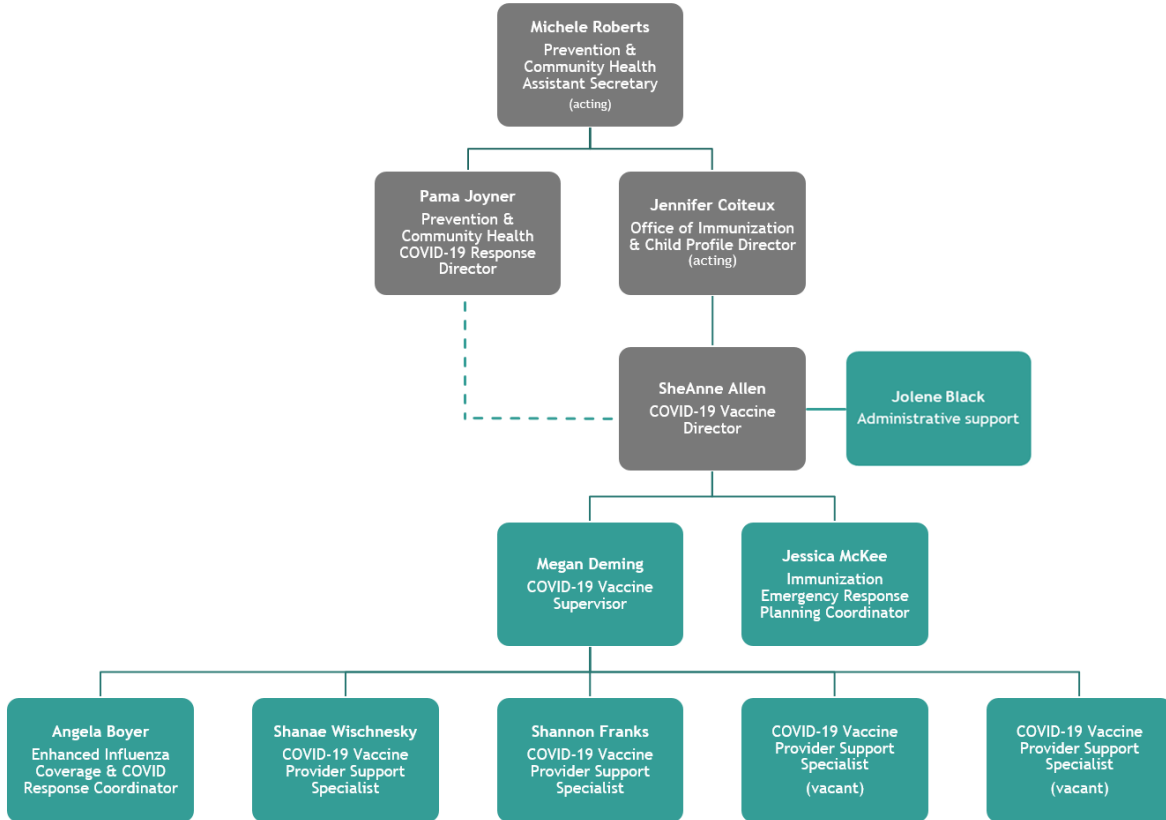 Michele Roberts
Prevention &
Community Health
Assistant Secretary
(acting)
Pama Joyner
Prevention &
Community Health
COVID-19 Response
Director
Jennifer Coiteux
Office of Immunization
& Child Profile Director
(acting)
SheAnne Allen
COVID-19 Vaccine
Director
Jolene Black
Administrative support
Megan Deming
COVID-19 Vaccine
Supervisor
Jessica McKee
Immunization
Emergency Response
Planning Coordinator
Angela Boyer
Enhanced Influenza
Coverage & COVID
Response Coordinator
Shanae Wischnesky
COVID-19 Vaccine
Provider Support
Specialist
Shannon Franks
COVID-19 Vaccine
Provider Support
Specialist
COVID-19 Vaccine
Provider Support
Specialist
(vacant)
COVID-19 Vaccine
Provider Support
Specialist
(vacant)